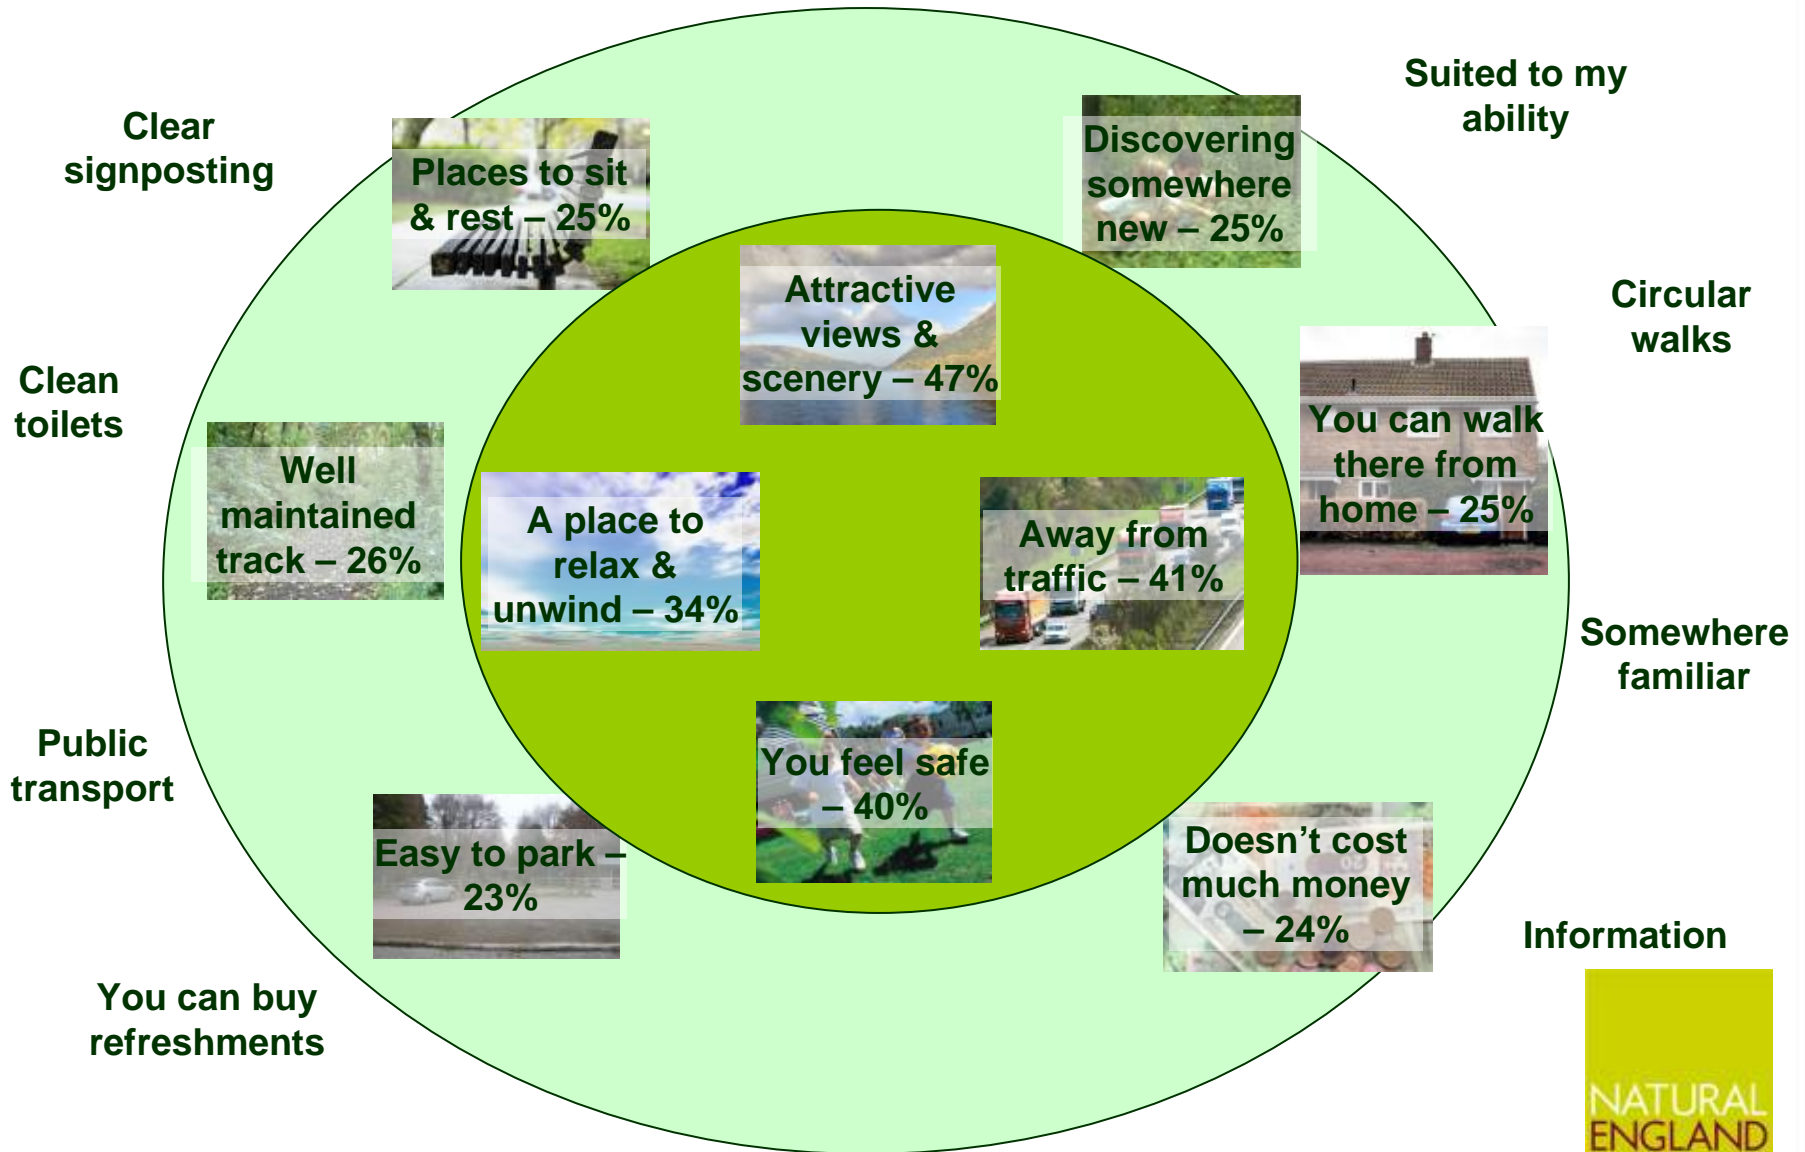 Clear
signposting
Suited to my
ability
Places to sit
& rest – 25%
Discovering
somewhere
new – 25%
Attractive
views &
scenery – 47%
Circular
walks
Clean
toilets
You can walk
there from
home – 25%
Well
maintained
track – 26%
A place to
relax &
unwind – 34%
Away from
traffic – 41%
Somewhere
familiar
Public
transport
You feel safe
– 40%
Easy to park –
23%
Doesn’t cost
much money
– 24%
Information
You can buy
refreshments
NATURAL
ENGLAND